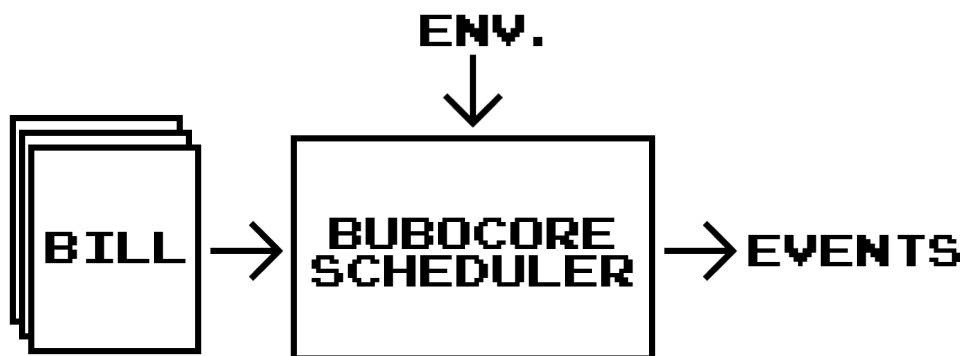 ENV.
BILL
BUBOCORE
SCHEDULER
EVENTS